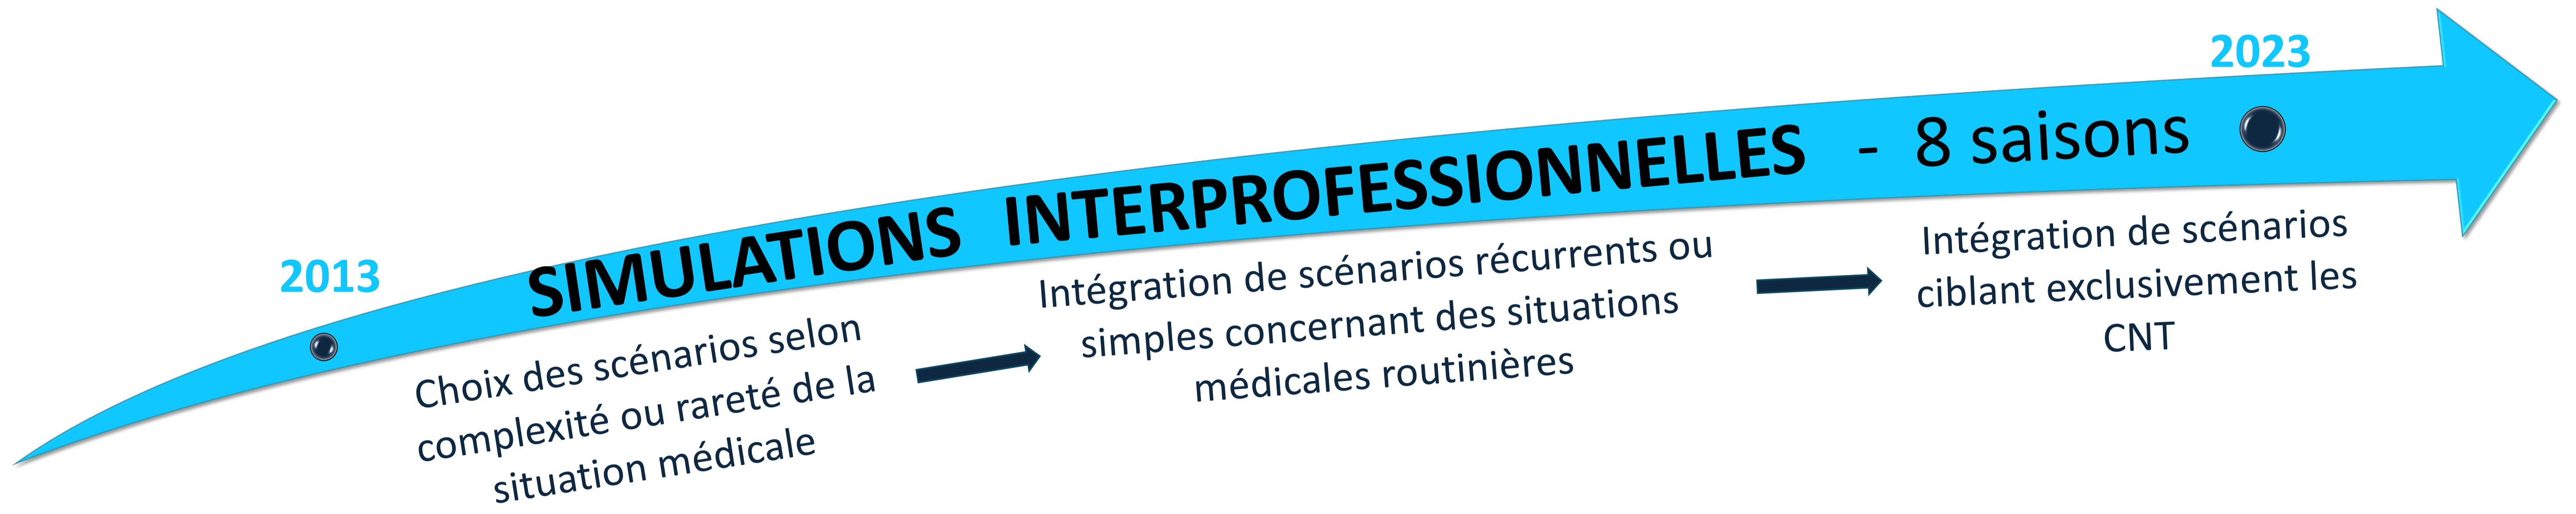 2013
2023
SIMULATIONS INTERPROFESSIONNELLES - 8 saisons
Choix des scénarios selon
complexité ou rareté de la
situation médicale
Intégration de scénarios récurrents ou
simples concernant des situations
médicales routinières
Intégration de scénarios
ciblant exclusivement les
CNT